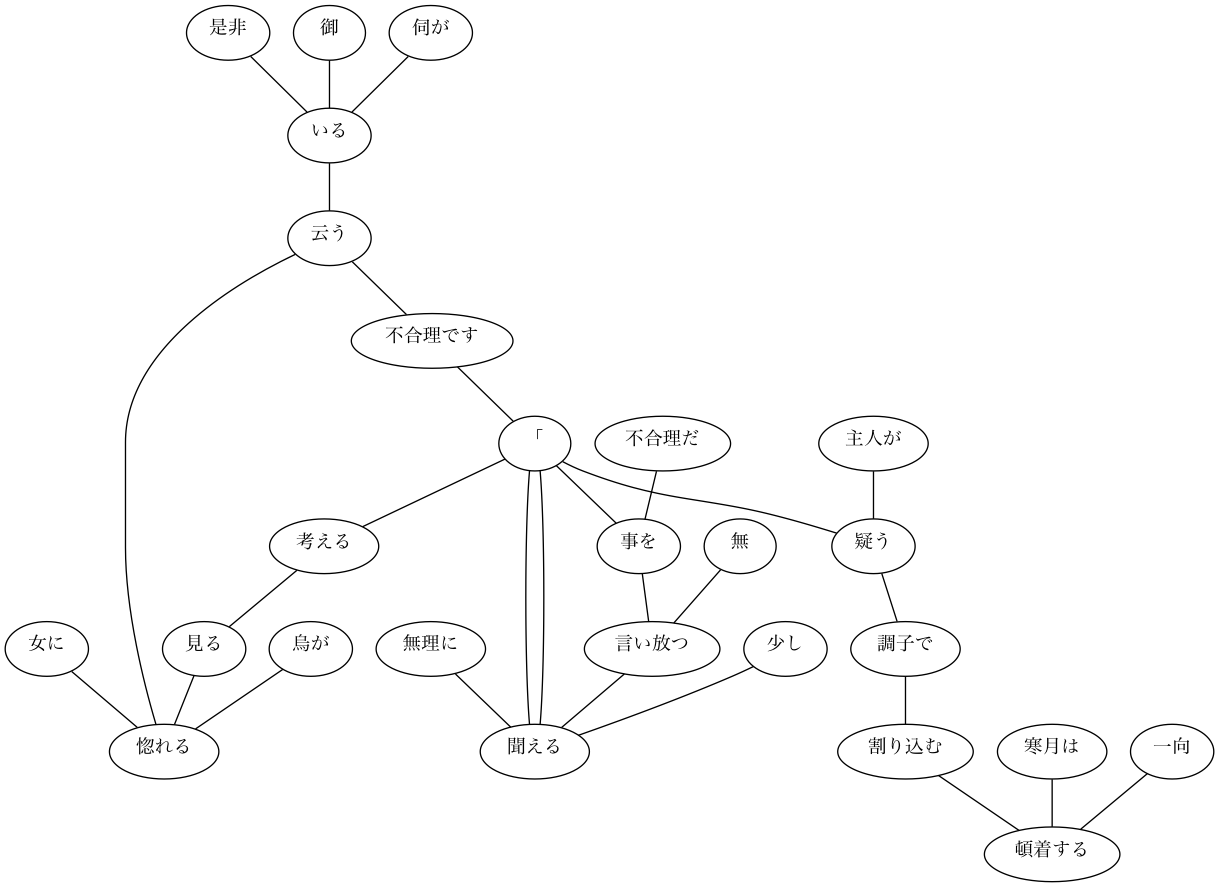 是非
御
伺が
いる
云う
不合理です
「
不合理だ
主人が
考える
事を
無
疑う
女に
見る
烏が
無理に
言い放つ
少し
調子で
惚れる
聞える
割り込む
寒月は
一向
頓着する